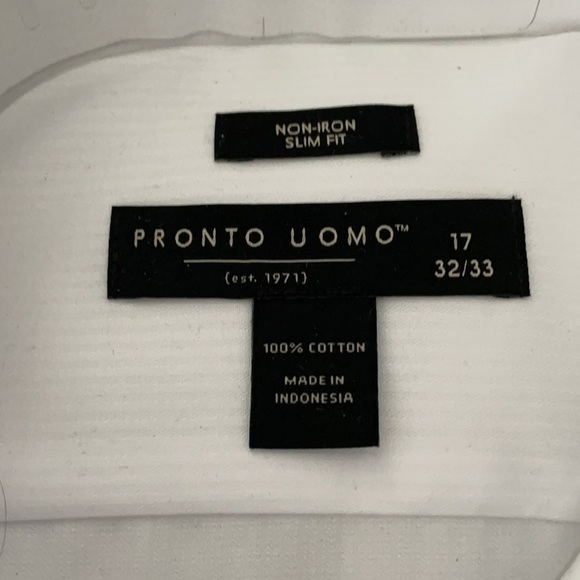 NON-IRON
SLIM FIT
PRONTO UOMO™ 17
{est. 1971} 32/33
100% COTTON
MADE IN
INDONESIA